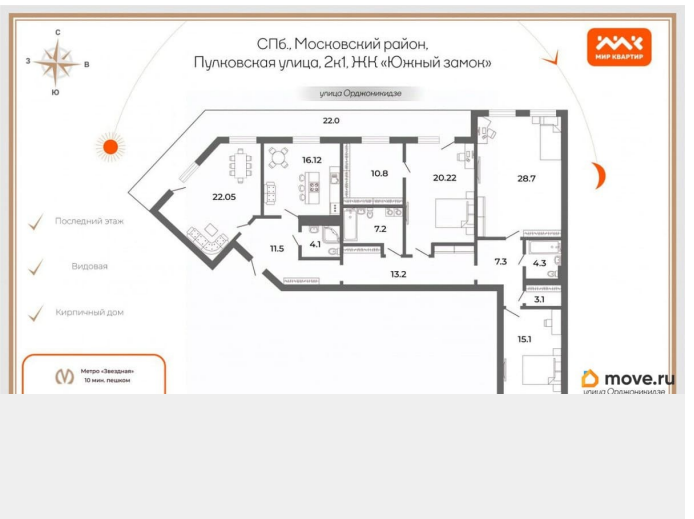 СПб., Московский район,
Пулковская улица, 2к1, ЖК «Южный замок»
МИР КВАРТИР
С
З
В
Ю
улица Орджоникидзе
22.0
16.12
10.8
20.22
28.7
22.05
7.2
11.5
4.1
13.2
7.3
4.3
3.1
15.1
Последний этаж
Видовая
Кирпичный дом
Метро «Звездная»
10 мин. пешком
move.ru
улица Орджоникидзе